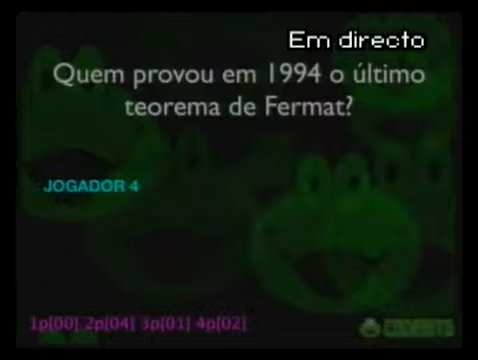 Em directo
Quem provou em 1994 o último
teorema de Fermat?
JOGADOR 4
1p[00] 2p[04] 3p[01] 4p[02]